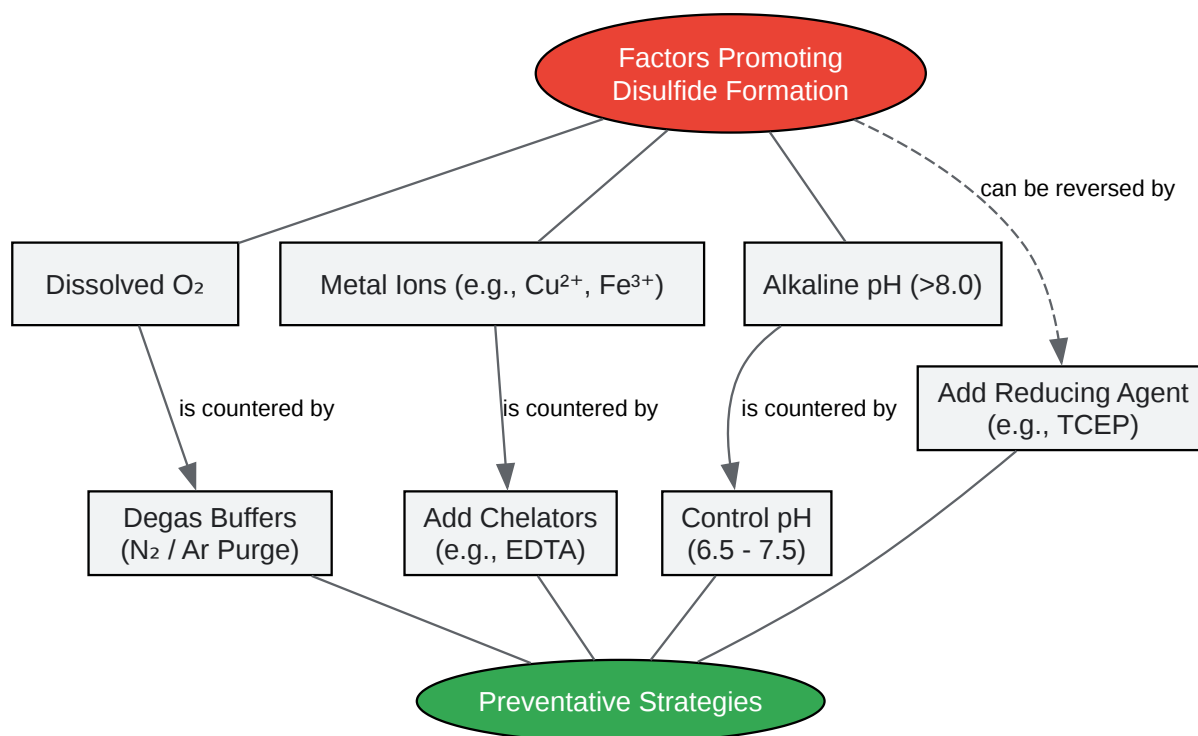 Factors Promoting
Disulfide Formation
can be reversed by
Dissolved O₂
Metal Ions (e.g., Cu²⁺, Fe³⁺)
Alkaline pH (>8.0)
Add Reducing Agent
(e.g., TCEP)
is countered by
is countered by
is countered by
Degas Buffers
(N₂ / Ar Purge)
Add Chelators
(e.g., EDTA)
Control pH
(6.5 - 7.5)
Preventative Strategies